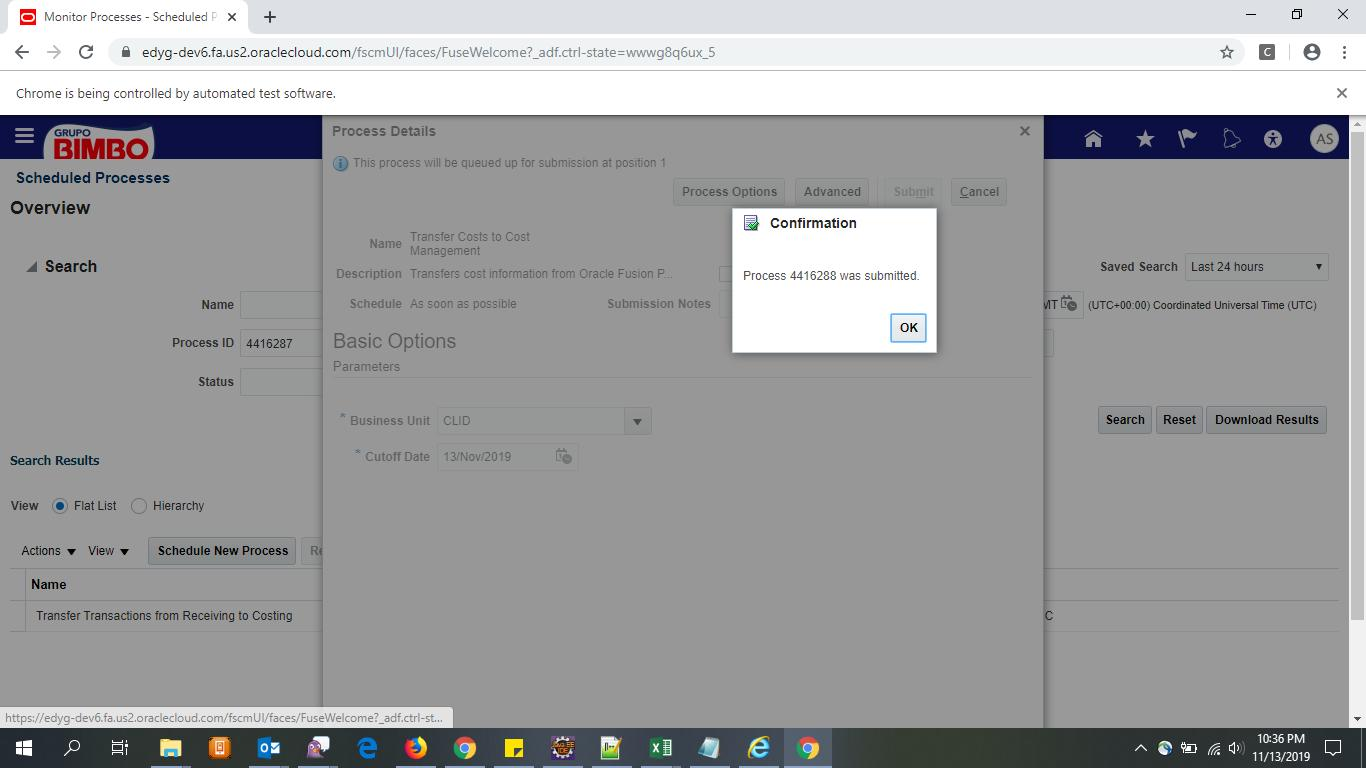 Monitor Processes - Scheduled P
edyg-dev6.fa.us2.oraclecloud.com/fscmUI/faces/FuseWelcome?_adf.ctrl-state=wwwg8q6ux_5
C
Chrome is being controlled by automated test software.
GRUPO
BIMBO
Process Details
AS
This process will be queued up for submission at position 1
Scheduled Processes
Process Options
Advanced
Submit
Cancel
Overview
Confirmation
Name
Transfer Costs to Cost
Management
Search
Description
Transfers cost information from Oracle Fusion P...
Process 4416288 was submitted.
Saved Search
Last 24 hours
Name
Schedule
As soon as possible
Submission Notes
MT
(UTC+00:00) Coordinated Universal Time (UTC)
OK
Process ID
4416287
Basic Options
Parameters
Status
* Business Unit
CLID
Search
Reset
Download Results
* Cutoff Date
13/Nov/2019
Search Results
View
Flat List
Hierarchy
Actions
View
Schedule New Process
Re
Name
Transfer Transactions from Receiving to Costing
C
https://edyg-dev6.fa.us2.oraclecloud.com/fscmUI/faces/FuseWelcome?_adf.ctrl-st...
10:36 PM
11/13/2019